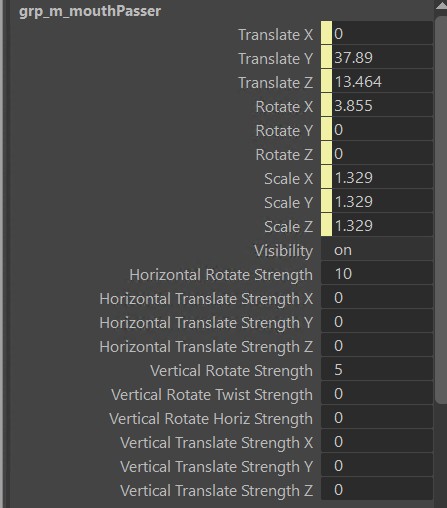 grp_m_mouthPasser
Translate X 0
Translate Y 37.89
Translate Z 13.464
Rotate X 3.855
Rotate Y 0
Rotate Z 0
Scale X 1.329
Scale Y 1.329
Scale Z 1.329
Visibility on
Horizontal Rotate Strength 10
Horizontal Translate Strength X 0
Horizontal Translate Strength Y 0
Horizontal Translate Strength Z 0
Vertical Rotate Strength 5
Vertical Rotate Twist Strength 0
Vertical Rotate Horiz Strength 0
Vertical Translate Strength X 0
Vertical Translate Strength Y 0
Vertical Translate Strength Z 0